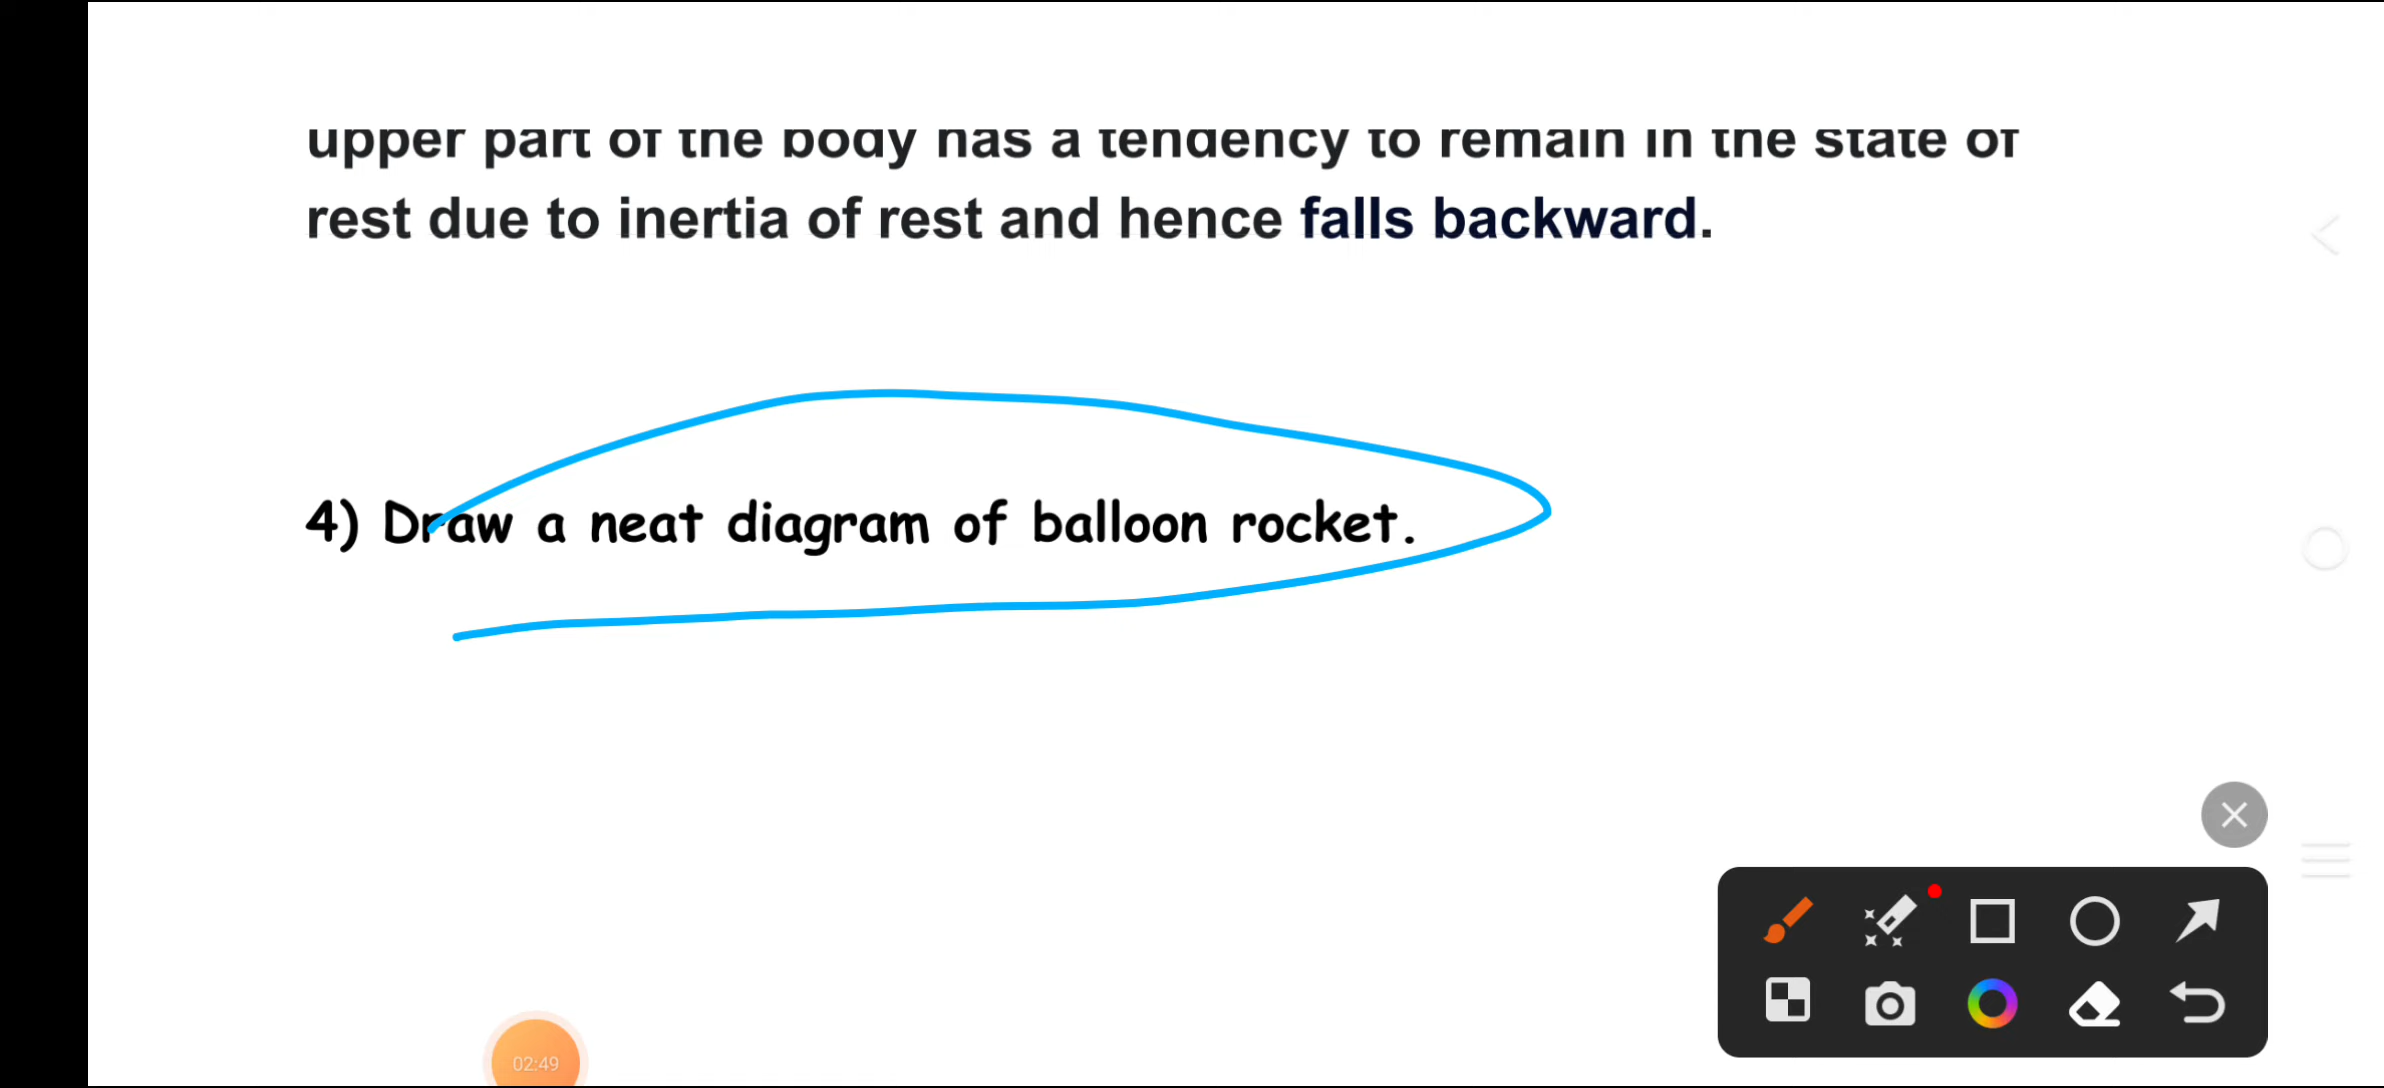 upper part of the body has a tendency to remain in the state of
rest due to inertia of rest and hence falls backward.
4) Draw a neat diagram of balloon rocket.
02:49